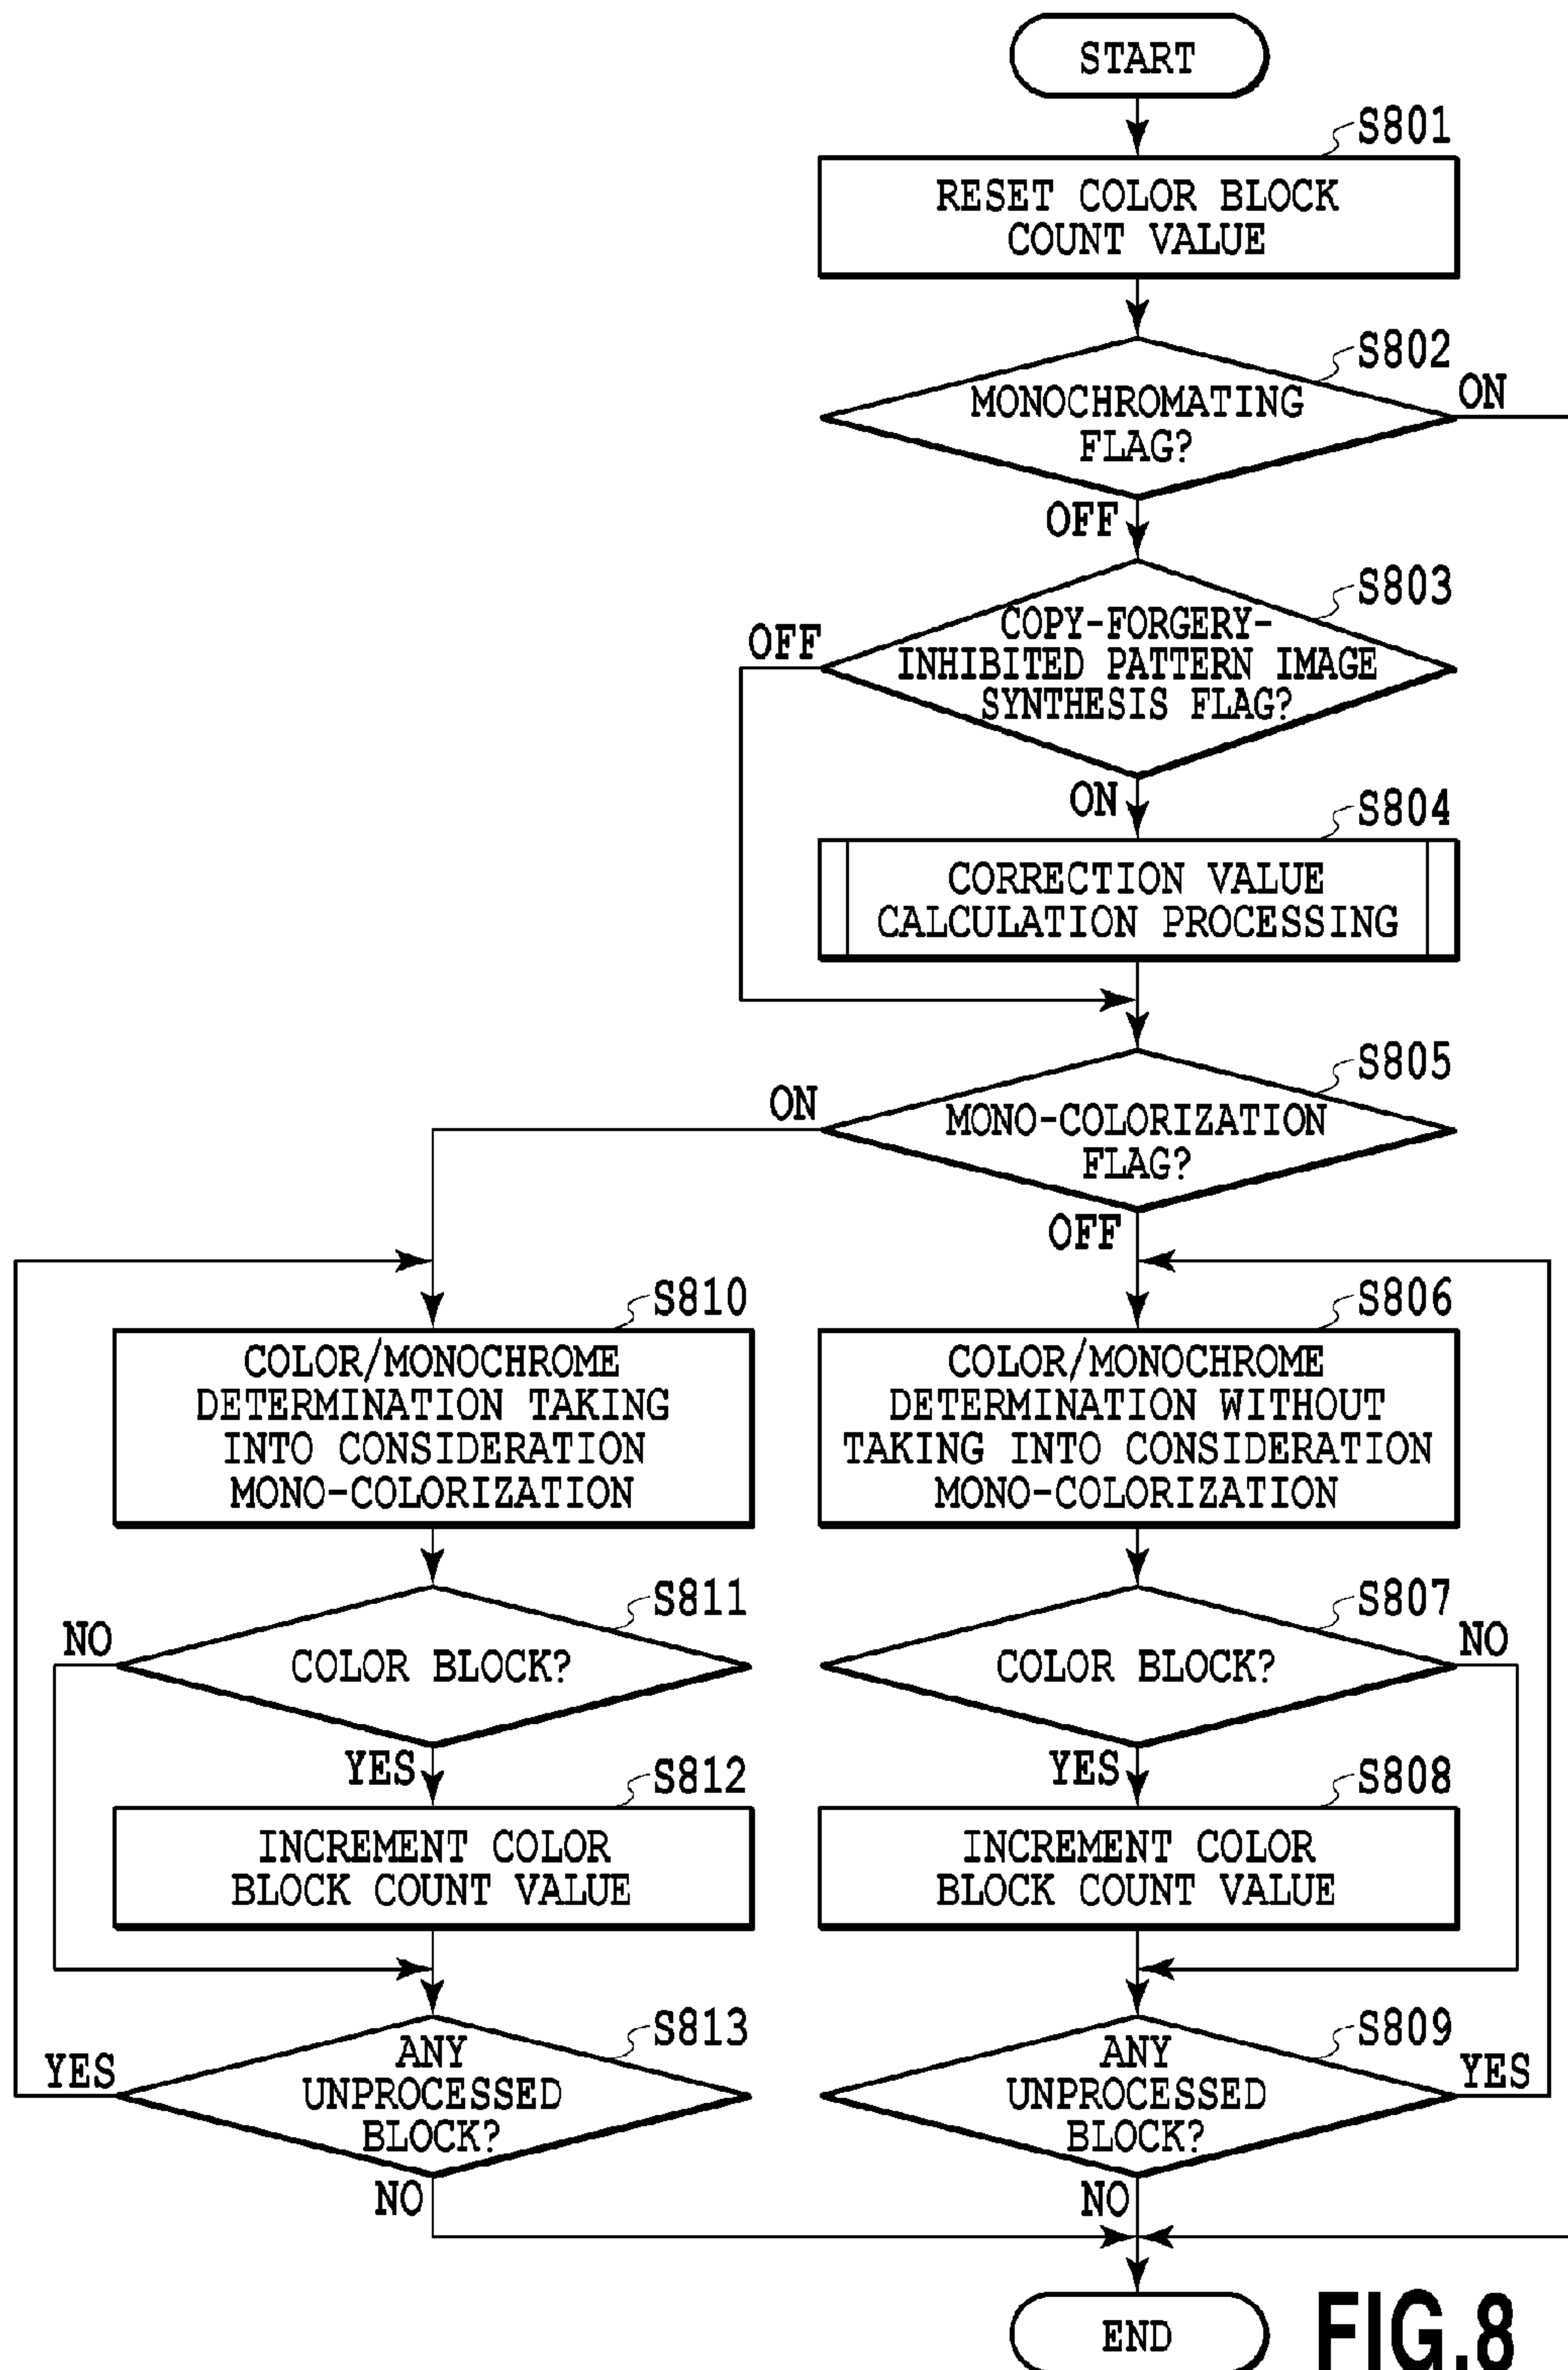 START
S801
RESET COLOR BLOCK
COUNT VALUE
S802
MONOCHROMATING
FLAG?
ON
OFF
S803
COPY-FORGERY-
INHIBITED PATTERN IMAGE
SYNTHESIS FLAG?
OFF
ON
S804
CORRECTION VALUE
CALCULATION PROCESSING
S805
MONO-COLORIZATION
FLAG?
ON
OFF
S810
COLOR/MONOCHROME
DETERMINATION TAKING
INTO CONSIDERATION
MONO-COLORIZATION
S806
COLOR/MONOCHROME
DETERMINATION WITHOUT
TAKING INTO CONSIDERATION
MONO-COLORIZATION
S811
COLOR BLOCK?
NO
YES
S807
COLOR BLOCK?
NO
YES
S812
INCREMENT COLOR
BLOCK COUNT VALUE
S808
INCREMENT COLOR
BLOCK COUNT VALUE
S813
ANY
UNPROCESSED
BLOCK?
YES
NO
S809
ANY
UNPROCESSED
BLOCK?
YES
NO
END
FIG.8